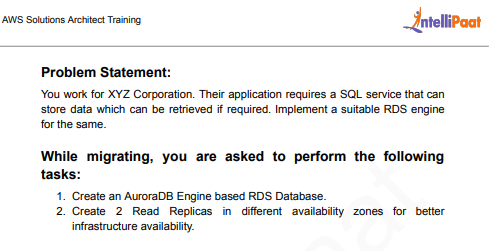 AWS Solutions Architect Training
IntelliPaat
Problem Statement:
You work for XYZ Corporation. Their application requires a SQL service that can
store data which can be retrieved if required. Implement a suitable RDS engine
for the same.
While migrating, you are asked to perform the following
tasks:
1. Create an AuroraDB Engine based RDS Database.
2. Create 2 Read Replicas in different availability zones for better
infrastructure availability.